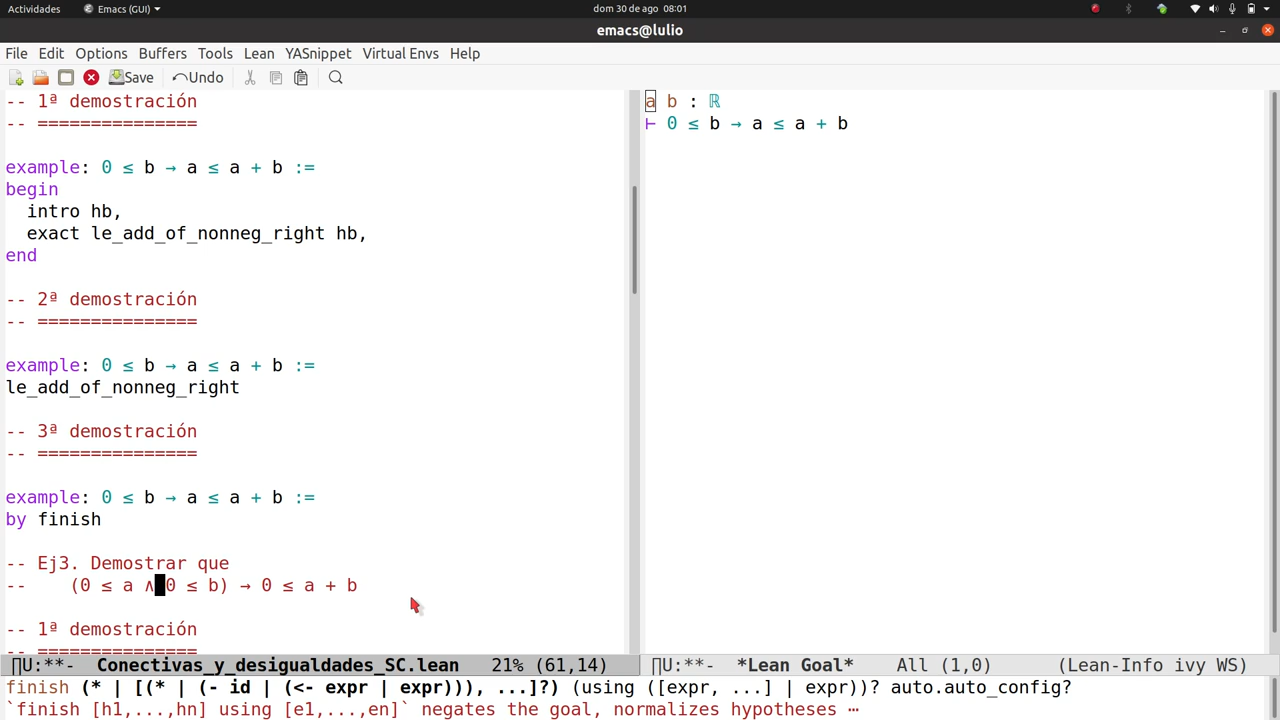 Actividades Emacs (GUI) dom 30 de ago 08:01
emacs@lulio
File Edit Options Buffers Tools Lean YASnippet Virtual Envs Help
Save Undo
-- 1ª demostración
-- ===============
example: 0 ≤ b → a ≤ a + b :=
begin
  intro hb,
  exact le_add_of_nonneg_right hb,
end
-- 2ª demostración
-- ===============
example: 0 ≤ b → a ≤ a + b :=
le_add_of_nonneg_right
-- 3ª demostración
-- ===============
example: 0 ≤ b → a ≤ a + b :=
by finish
-- Ej3. Demostrar que
--    (0 ≤ a ∧ 0 ≤ b) → 0 ≤ a + b
-- 1ª demostración
-- ===============
a b : ℝ
⊢ 0 ≤ b → a ≤ a + b
∏U:**-  Conectivas_y_desigualdades_SC.lean   21% (61,14)
∏U:**-  *Lean Goal*   All (1,0)   (Lean-Info ivy WS)
finish (* | [(* | (- id | (<- expr | expr))), ...]?) (using ([expr, ...] | expr))? auto.auto_config?
`finish [h1,...,hn] using [e1,...,en]` negates the goal, normalizes hypotheses ⋯